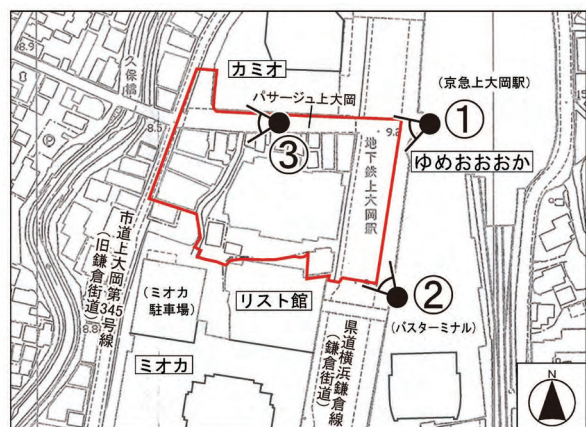 8.9
久保橋
カミオ
パサージュ上大岡
(京急上大岡駅)
8.5
③
9.2
①
地下鉄上大岡駅
ゆめおおおか
市道上大岡第345号線
(旧鎌倉街道)
(ミオカ
駐車場)
リスト館
②
(バスターミナル)
8.8
ミオカ
県道横浜鎌倉線
(鎌倉街道)
N